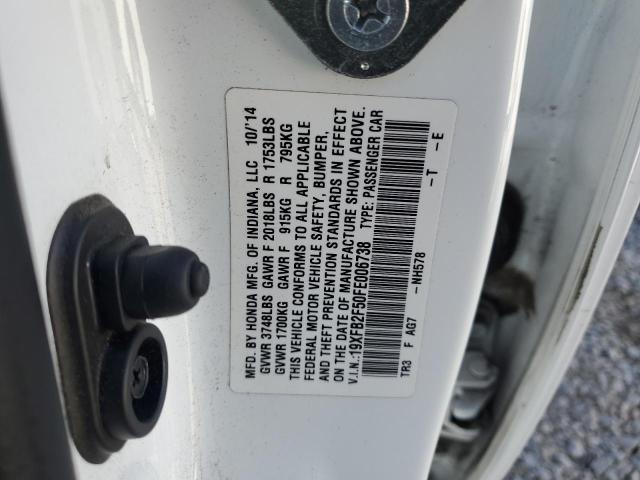 MFD. BY HONDA MFG. OF INDIANA, LLC 10/'14
GVWR 3748LBS GAWR F 2018LBS R 1753LBS
GVWR 1700KG GAWR F 915KG R 795KG
THIS VEHICLE CONFORMS TO ALL APPLICABLE
FEDERAL MOTOR VEHICLE SAFETY, BUMPER,
AND THEFT PREVENTION STANDARDS IN EFFECT
ON THE DATE OF MANUFACTURE SHOWN ABOVE.
V.I.N.:19XFB2F50FE006738 TYPE: PASSENGER CAR
TR3 F AG7 -NH578 -T -E